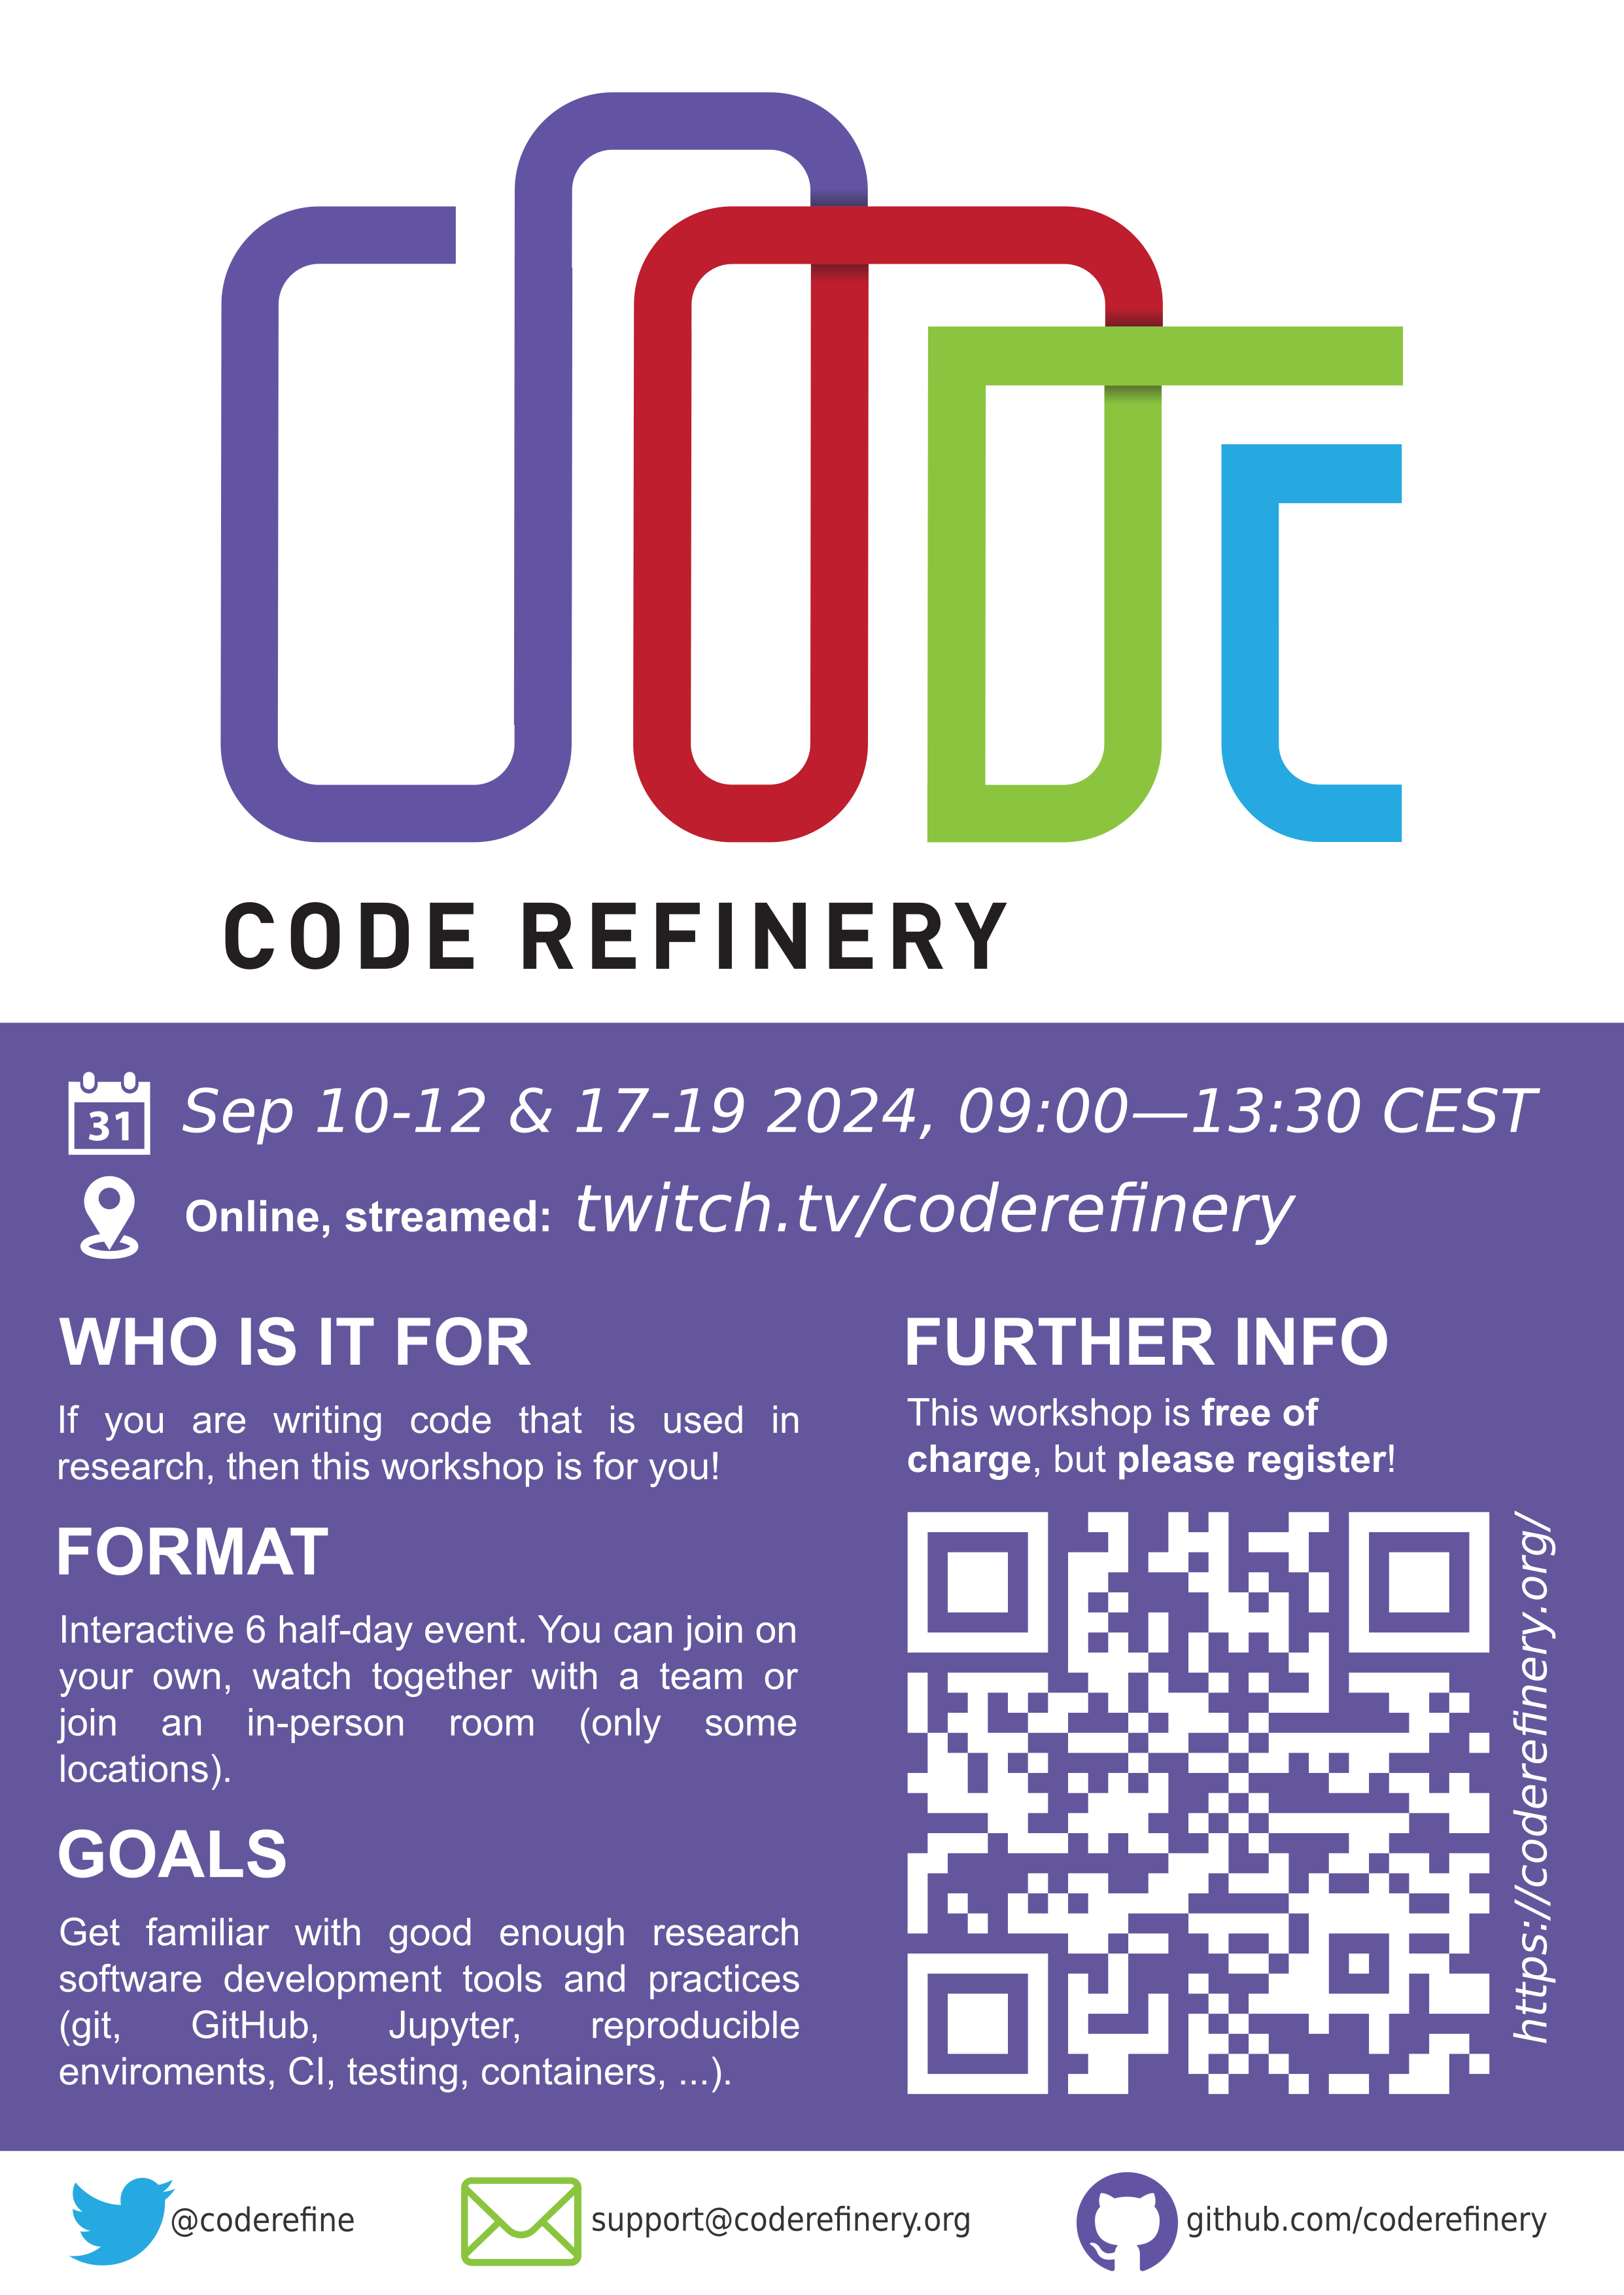 CODE REFINERY
31
Sep 10-12 & 17-19 2024, 09:00—13:30 CEST
Online, streamed: twitch.tv/coderefinery
WHO IS IT FOR
If you are writing code that is used in
research, then this workshop is for you!
FORMAT
Interactive 6 half-day event. You can join on
your own, watch together with a team or
join an in-person room (only some
locations).
GOALS
Get familiar with good enough research
software development tools and practices
(git, GitHub, Jupyter, reproducible
enviroments, CI, testing, containers, ...).
FURTHER INFO
This workshop is free of
charge, but please register!
https://coderefinery.org/
@coderefine
support@coderefinery.org
github.com/coderefinery